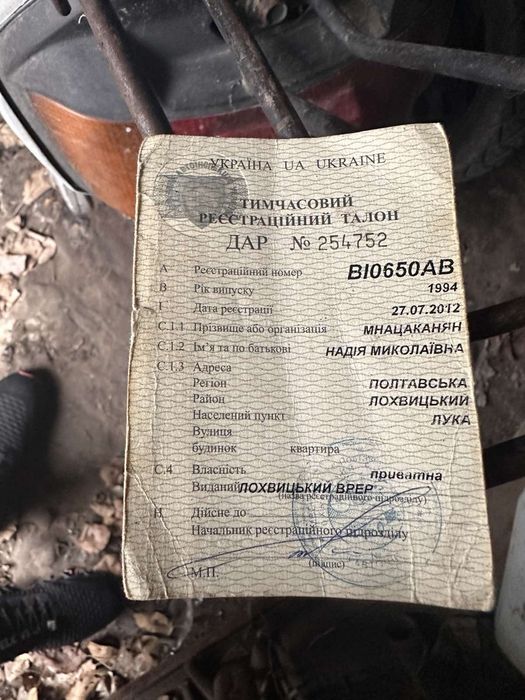 УКРАЇНА UA UKRAINE
ТИМЧАСОВИЙ
РЕЄСТРАЦІЙНИЙ ТАЛОН
ДАР № 254752
A Реєстраційний номер ВІ0650АВ
B Рік випуску 1994
I Дата реєстрації 27.07.2012
C.1.1 Прізвище або організація МНАЦАКАНЯН
C.1.2 Ім'я та по батькові НАДІЯ МИКОЛАЇВНА
C.1.3 Адреса
Регіон ПОЛТАВСЬКА
Район ЛОХВИЦЬКИЙ
Населений пункт ЛУКА
Вулиця
будинок квартира
C.4 Власність приватна
Виданий ЛОХВИЦЬКИЙ ВРЕР
(назва реєстраційного підрозділу)
H Дійсне до
Начальник реєстраційного підрозділу
(підпис)
М.П.